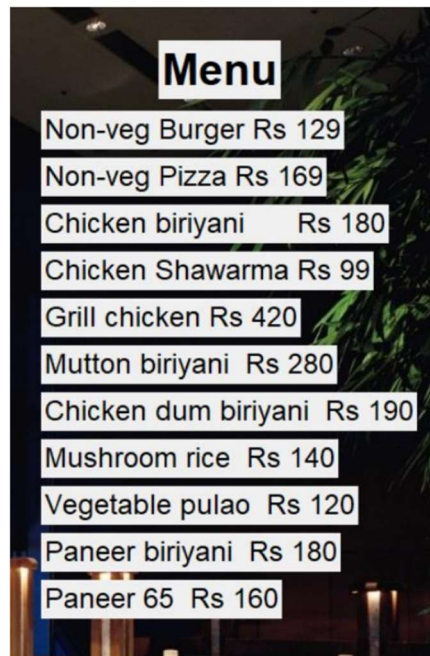 Menu
Non-veg Burger Rs 129
Non-veg Pizza Rs 169
Chicken biriyani Rs 180
Chicken Shawarma Rs 99
Grill chicken Rs 420
Mutton biriyani Rs 280
Chicken dum biriyani Rs 190
Mushroom rice Rs 140
Vegetable pulao Rs 120
Paneer biriyani Rs 180
Paneer 65 Rs 160